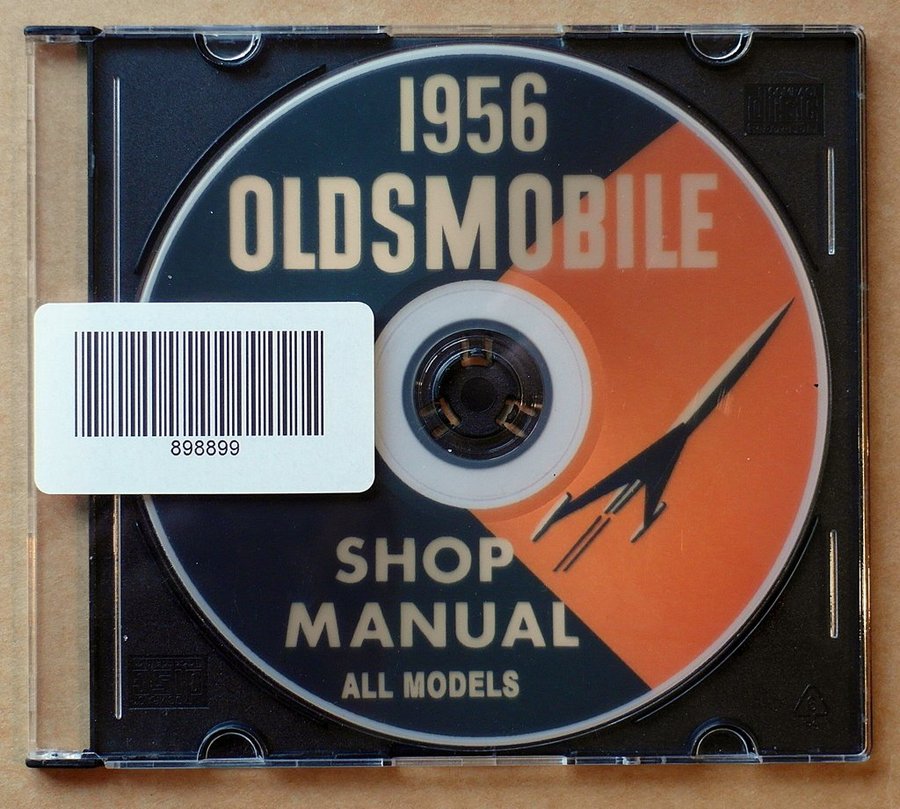 1956
OLDSMOBILE
898899
SHOP
MANUAL
ALL MODELS